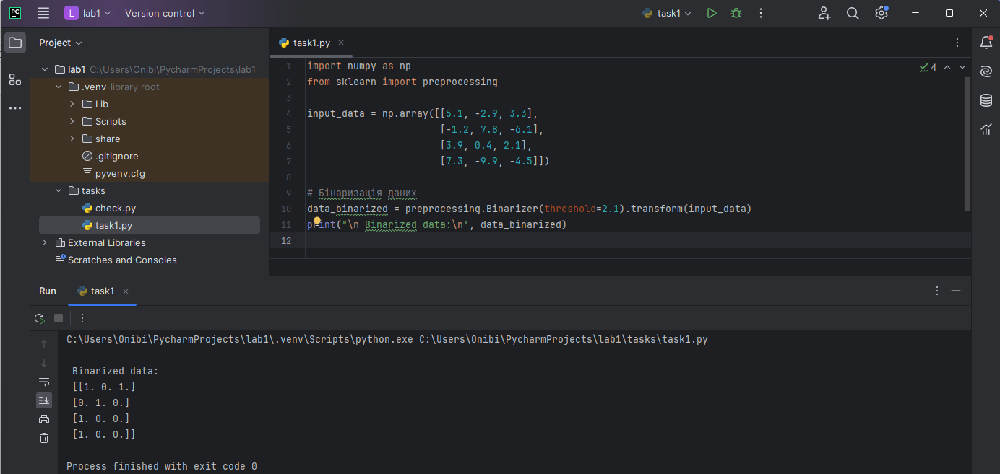 PC L lab1 Version control task1
Project
task1.py
lab1 C:\Users\Onibi\PycharmProjects\lab1
.venv library root
Lib
Scripts
share
.gitignore
pyvenv.cfg
tasks
check.py
task1.py
External Libraries
Scratches and Consoles
4
1 import numpy as np
2 from sklearn import preprocessing
3
4 input_data = np.array([[5.1, -2.9, 3.3],
5 [-1.2, 7.8, -6.1],
6 [3.9, 0.4, 2.1],
7 [7.3, -9.9, -4.5]])
8
9 # Бінаризація даних
10 data_binarized = preprocessing.Binarizer(threshold=2.1).transform(input_data)
11 print("\n Binarized data:\n", data_binarized)
12
Run task1
C:\Users\Onibi\PycharmProjects\lab1\.venv\Scripts\python.exe C:\Users\Onibi\PycharmProjects\lab1\tasks\task1.py
Binarized data:
[[1. 0. 1.]
[0. 1. 0.]
[1. 0. 0.]
[1. 0. 0.]]
Process finished with exit code 0